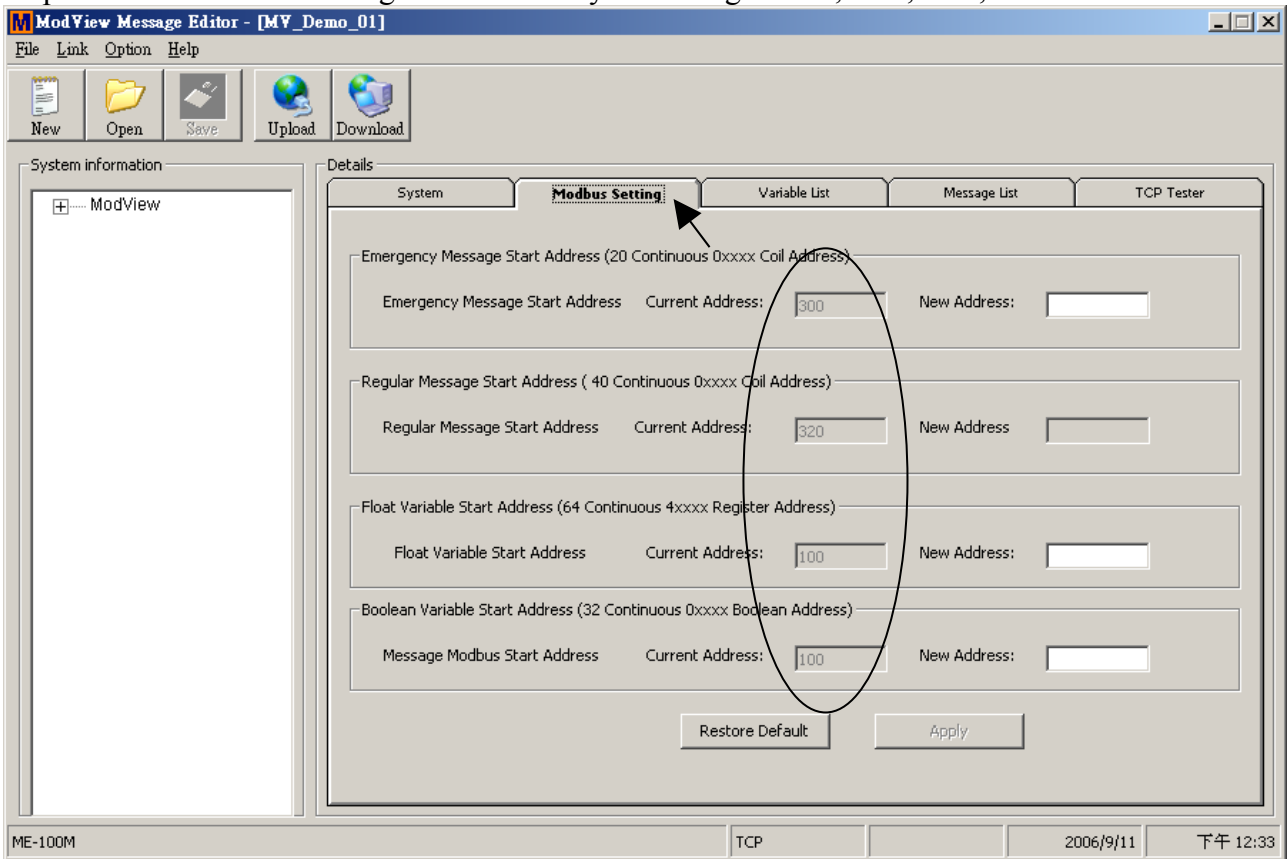 ModView Message Editor - [MV_Demo_01]
File Link Option Help
New Open Save Upload Download
System information
ModView
Details
System Modbus Setting Variable List Message List TCP Tester
Emergency Message Start Address (20 Continuous 0xxxx Coil Address)
Emergency Message Start Address Current Address: 300 New Address:
Regular Message Start Address ( 40 Continuous 0xxxx Coil Address)
Regular Message Start Address Current Address: 320 New Address
Float Variable Start Address (64 Continuous 4xxxx Register Address)
Float Variable Start Address Current Address: 100 New Address:
Boolean Variable Start Address (32 Continuous 0xxxx Boolean Address)
Message Modbus Start Address Current Address: 100 New Address:
Restore Default Apply
ME-100M TCP 2006/9/11 下午 12:33